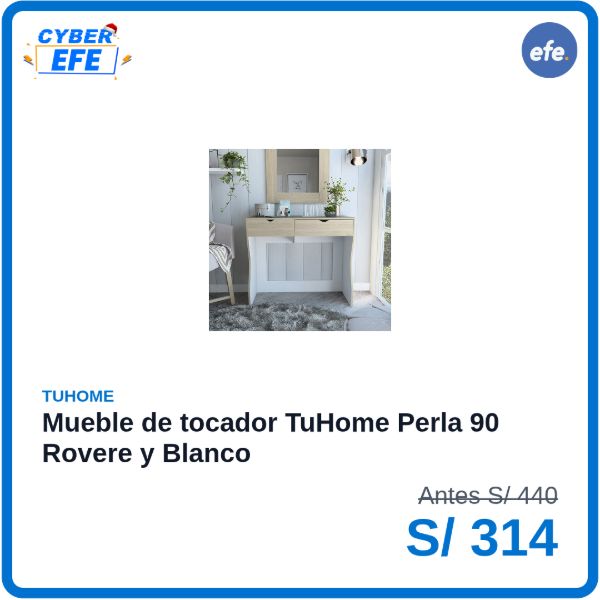 CYBER
EFE
efe.
TUHOME
Mueble de tocador TuHome Perla 90
Rovere y Blanco
Antes S/ 440
S/ 314